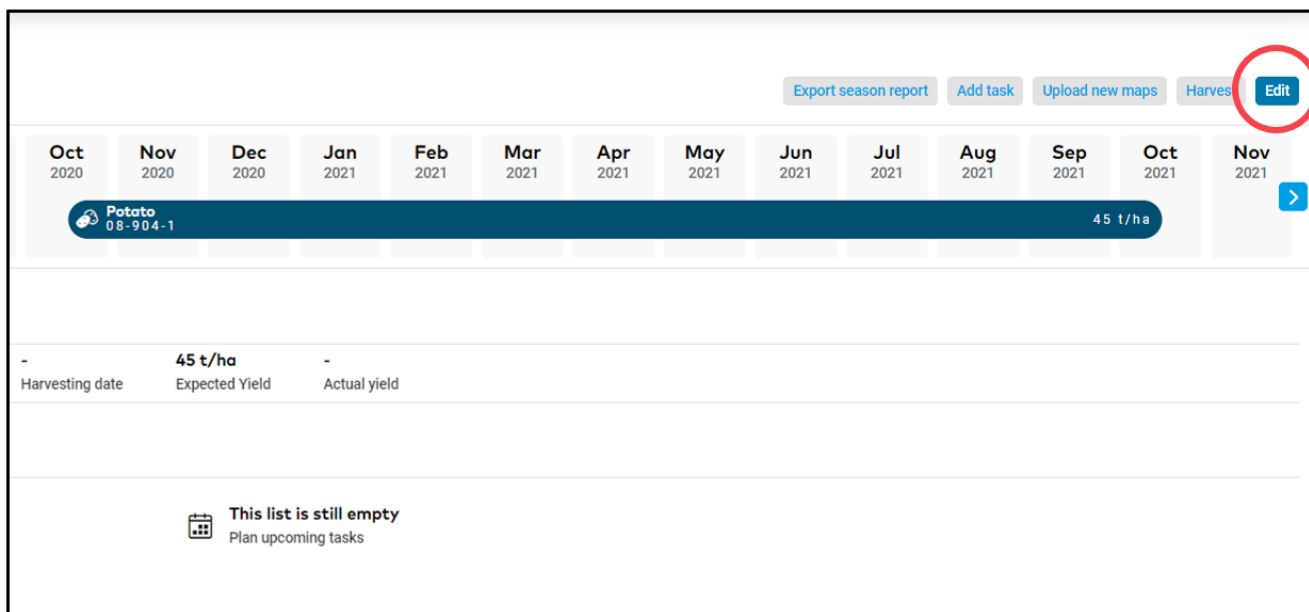 Export season report Add task Upload new maps Harves Edit
Oct Nov Dec Jan Feb Mar Apr May Jun Jul Aug Sep Oct Nov
2020 2020 2020 2021 2021 2021 2021 2021 2021 2021 2021 2021 2021 2021
Potato
08-904-1
45 t/ha
- 45 t/ha -
Harvesting date Expected Yield Actual yield
This list is still empty
Plan upcoming tasks